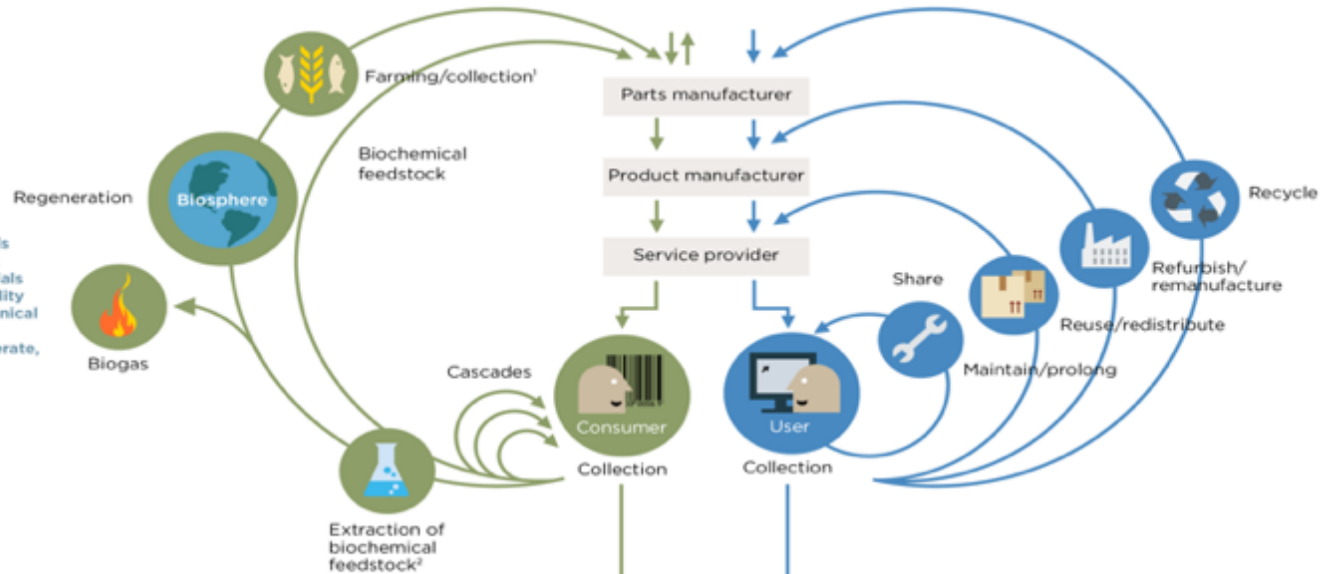 Farming/collection¹
Parts manufacturer
Biochemical
feedstock
Product manufacturer
Regeneration
Biosphere
Recycle
Service provider
Share
Refurbish/
remanufacture
Reuse/redistribute
Biogas
Cascades
Maintain/prolong
Consumer
User
Collection
Collection
Extraction of
biochemical
feedstock²